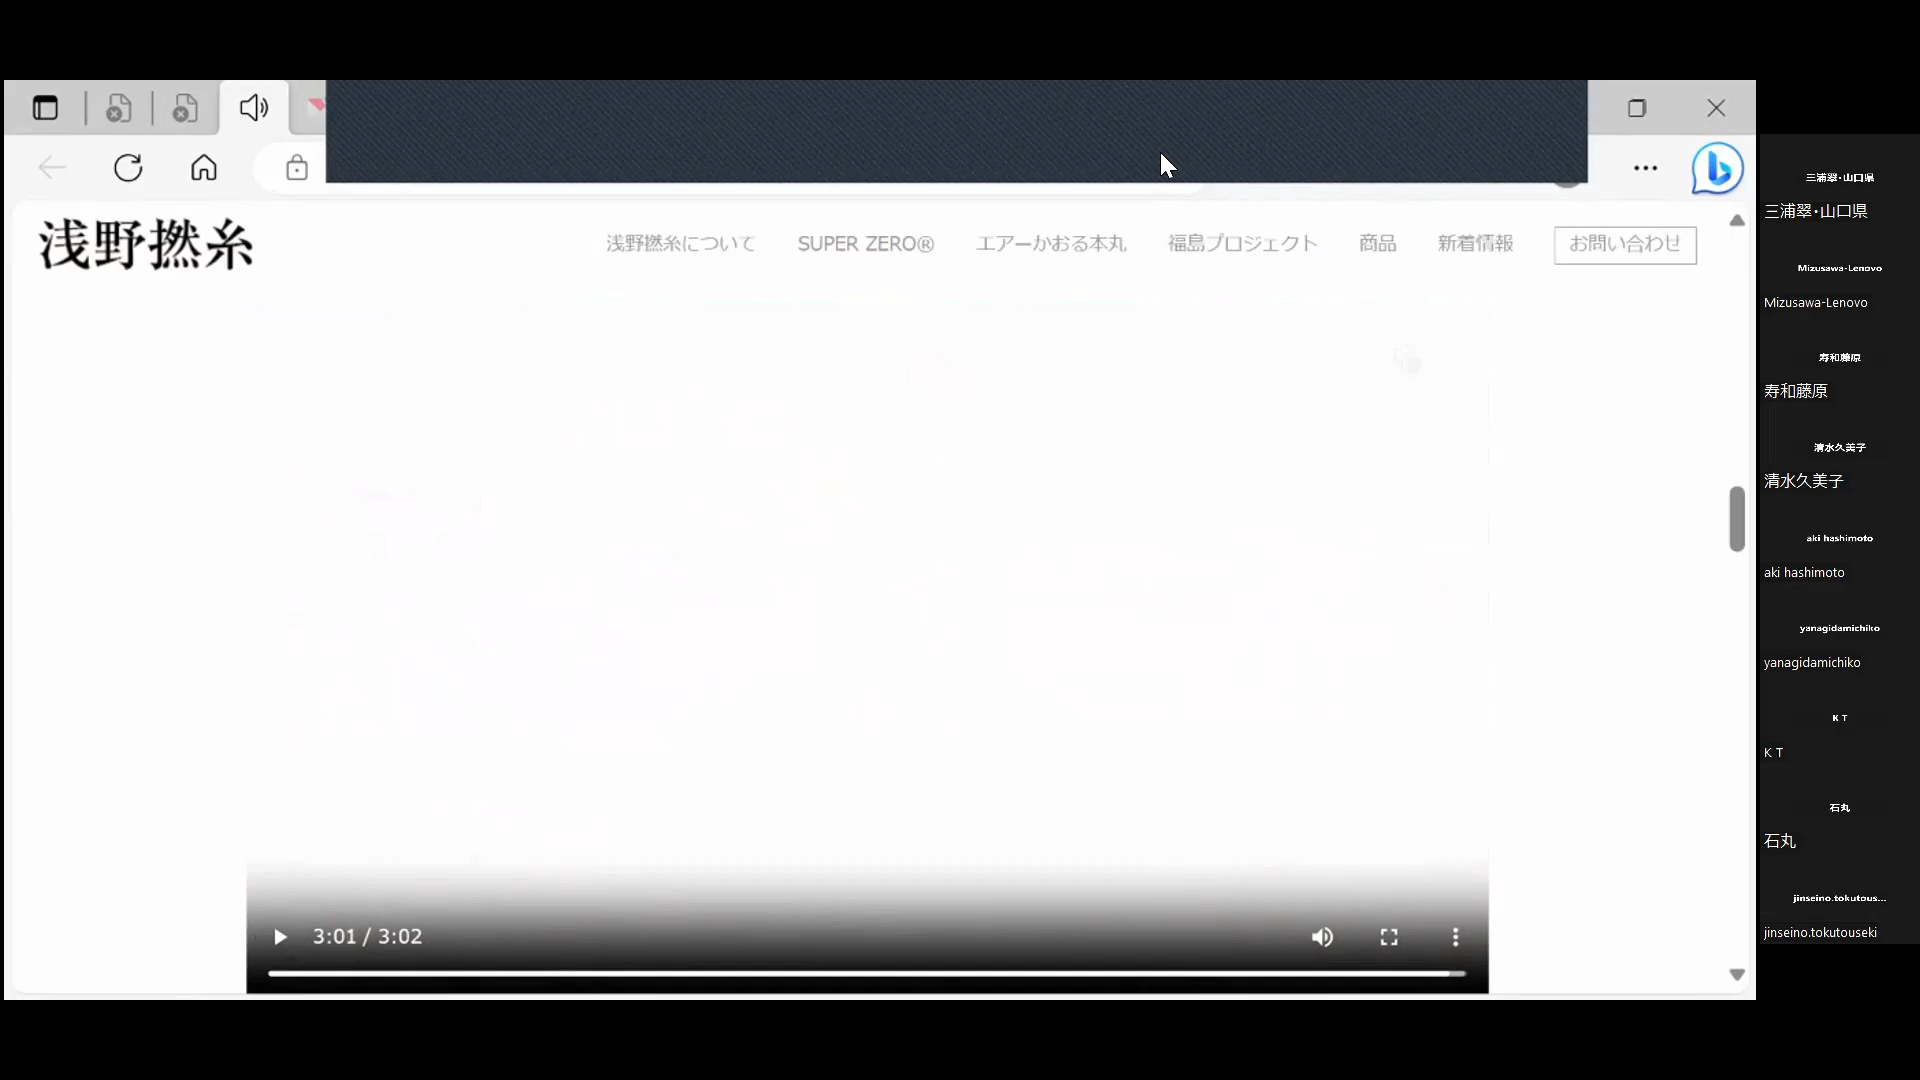 浅野撚糸
浅野撚糸について SUPER ZERO® エアーかおる本丸 福島プロジェクト 商品 新着情報 お問い合わせ
3:01 / 3:02
三浦翠･山口県
三浦翠･山口県
Mizusawa-Lenovo
Mizusawa-Lenovo
寿和藤原
寿和藤原
清水久美子
清水久美子
aki hashimoto
aki hashimoto
yanagidamichiko
yanagidamichiko
K T
K T
石丸
石丸
jinseino.tokutous...
jinseino.tokutouseki